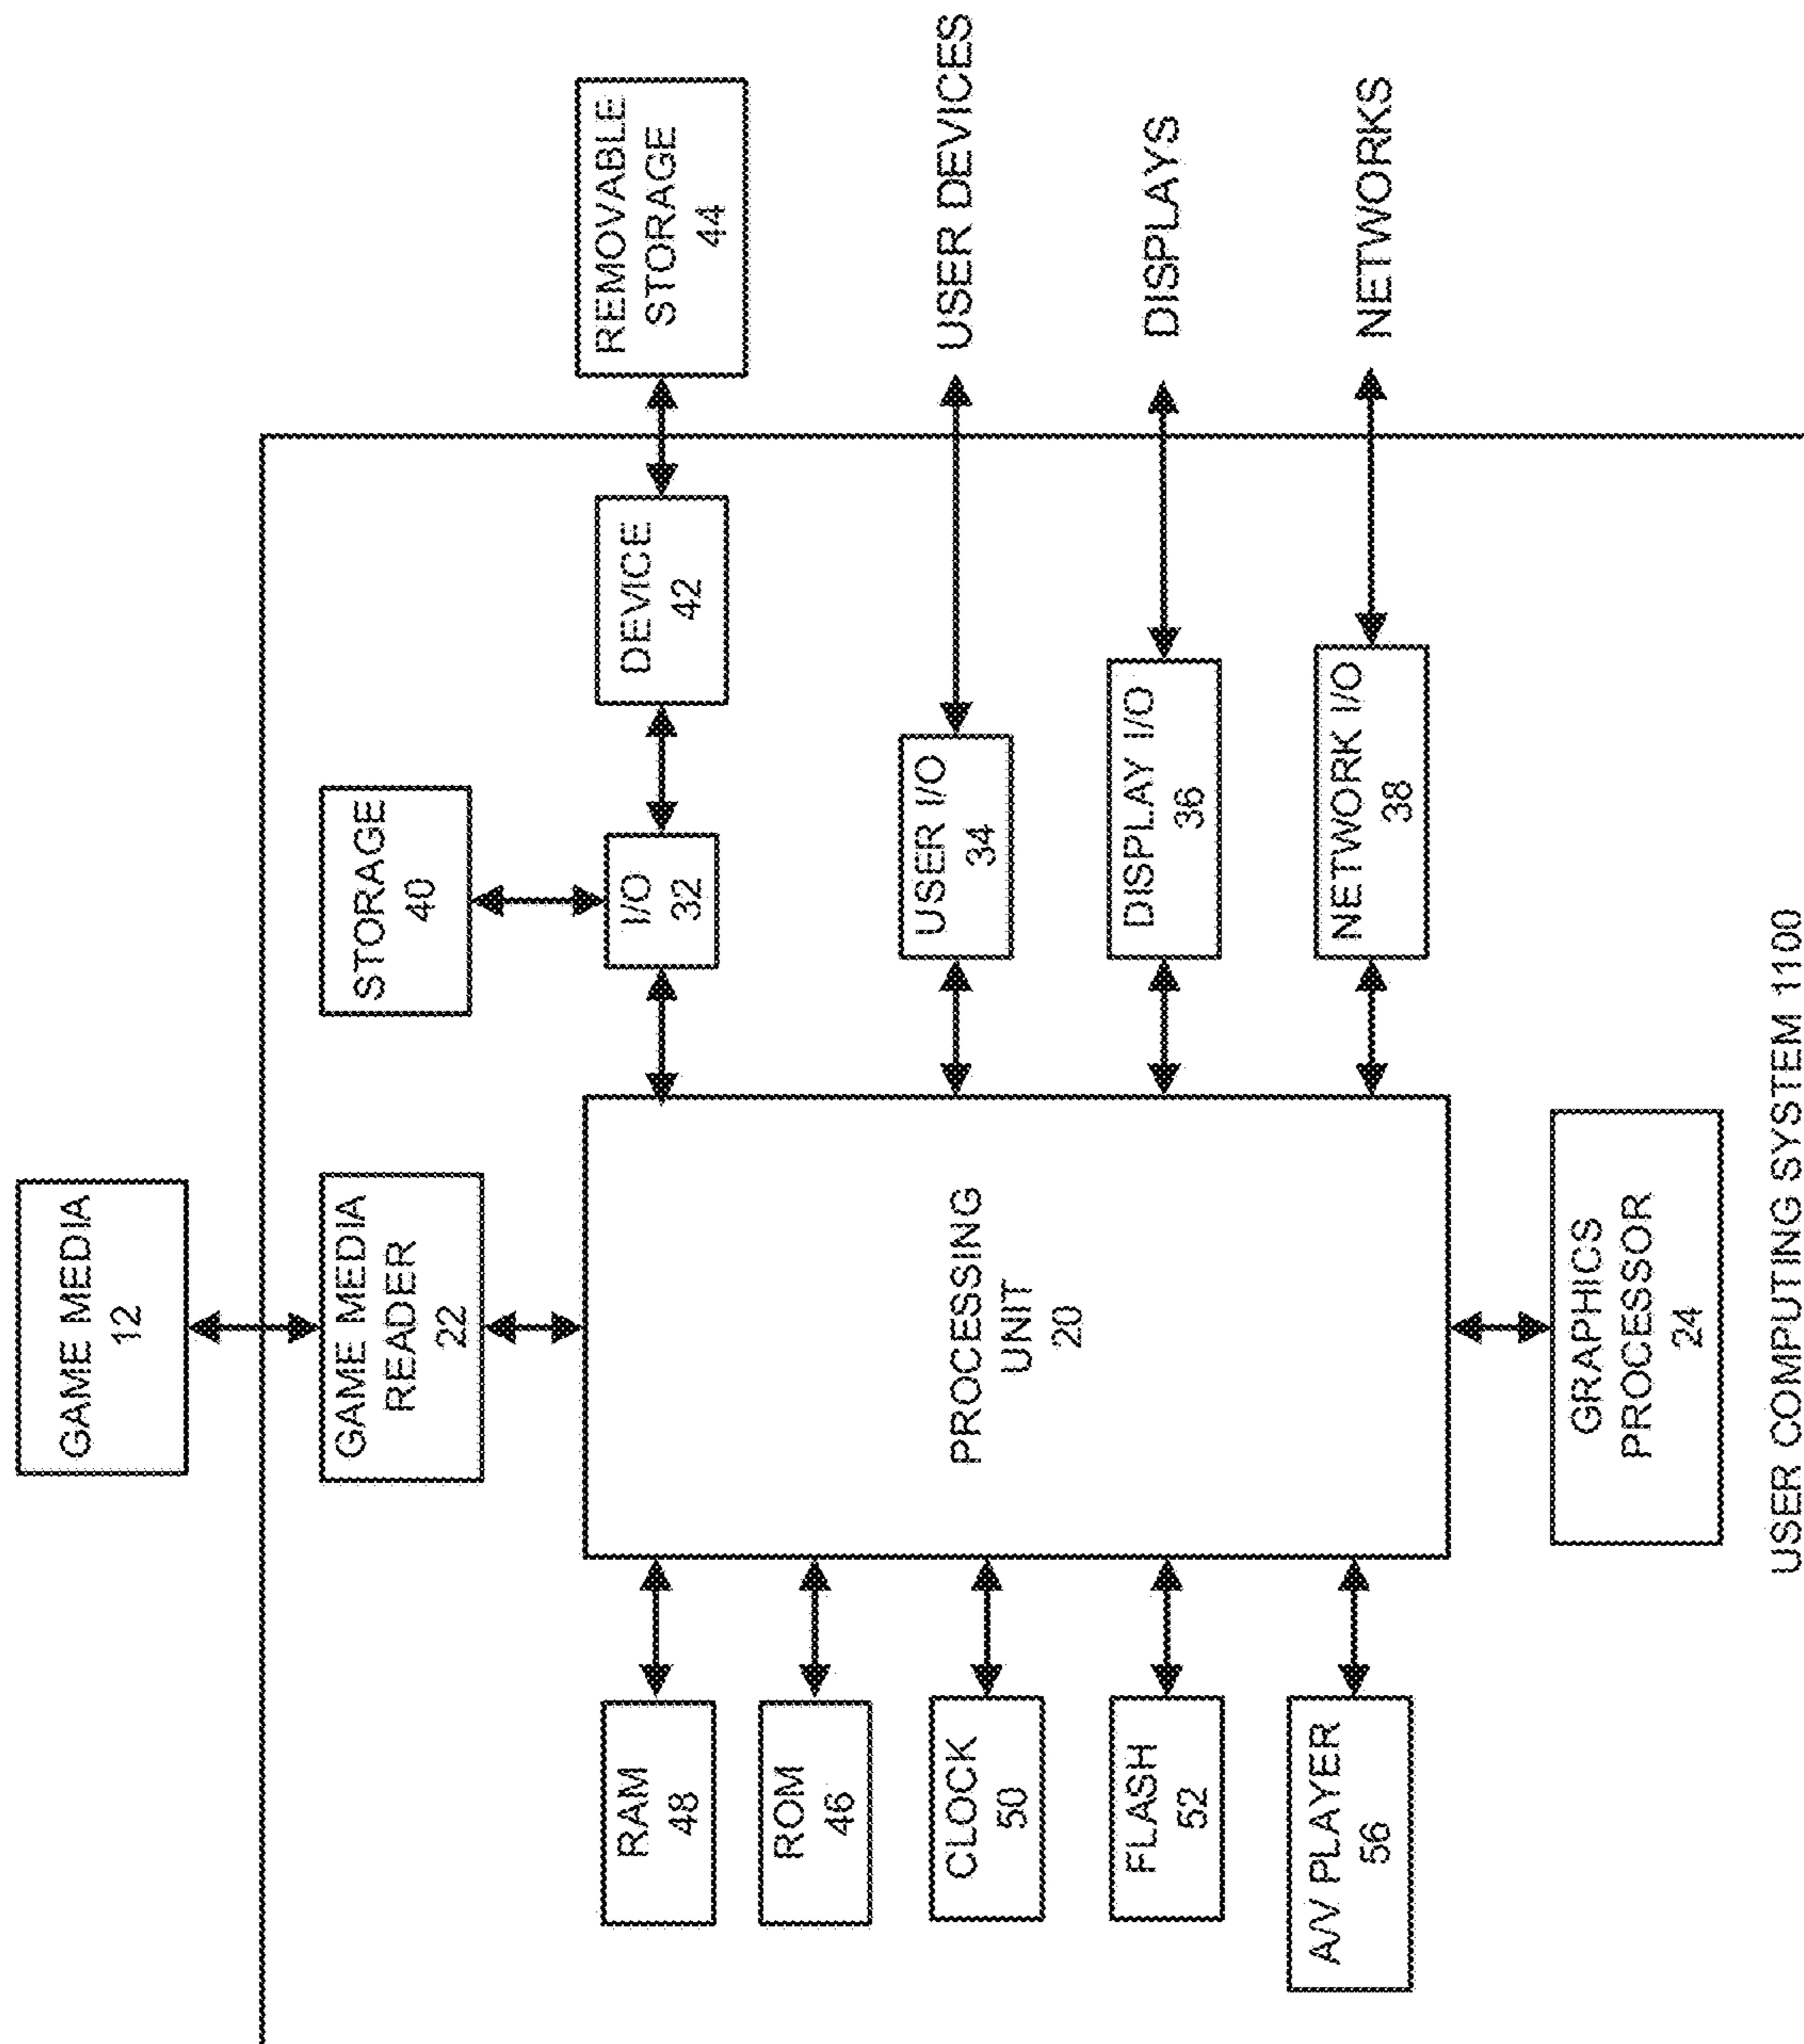 GAME MEDIA
12
GAME MEDIA
READER
22
STORAGE
40
RAM
48
I/O
32
DEVICE
42
REMOVABLE
STORAGE
44
ROM
46
PROCESSING
UNIT
20
USER I/O
34
USER DEVICES
CLOCK
50
DISPLAY I/O
36
DISPLAYS
FLASH
52
NETWORK I/O
38
NETWORKS
A/V PLAYER
56
GRAPHICS
PROCESSOR
24
USER COMPUTING SYSTEM 1100